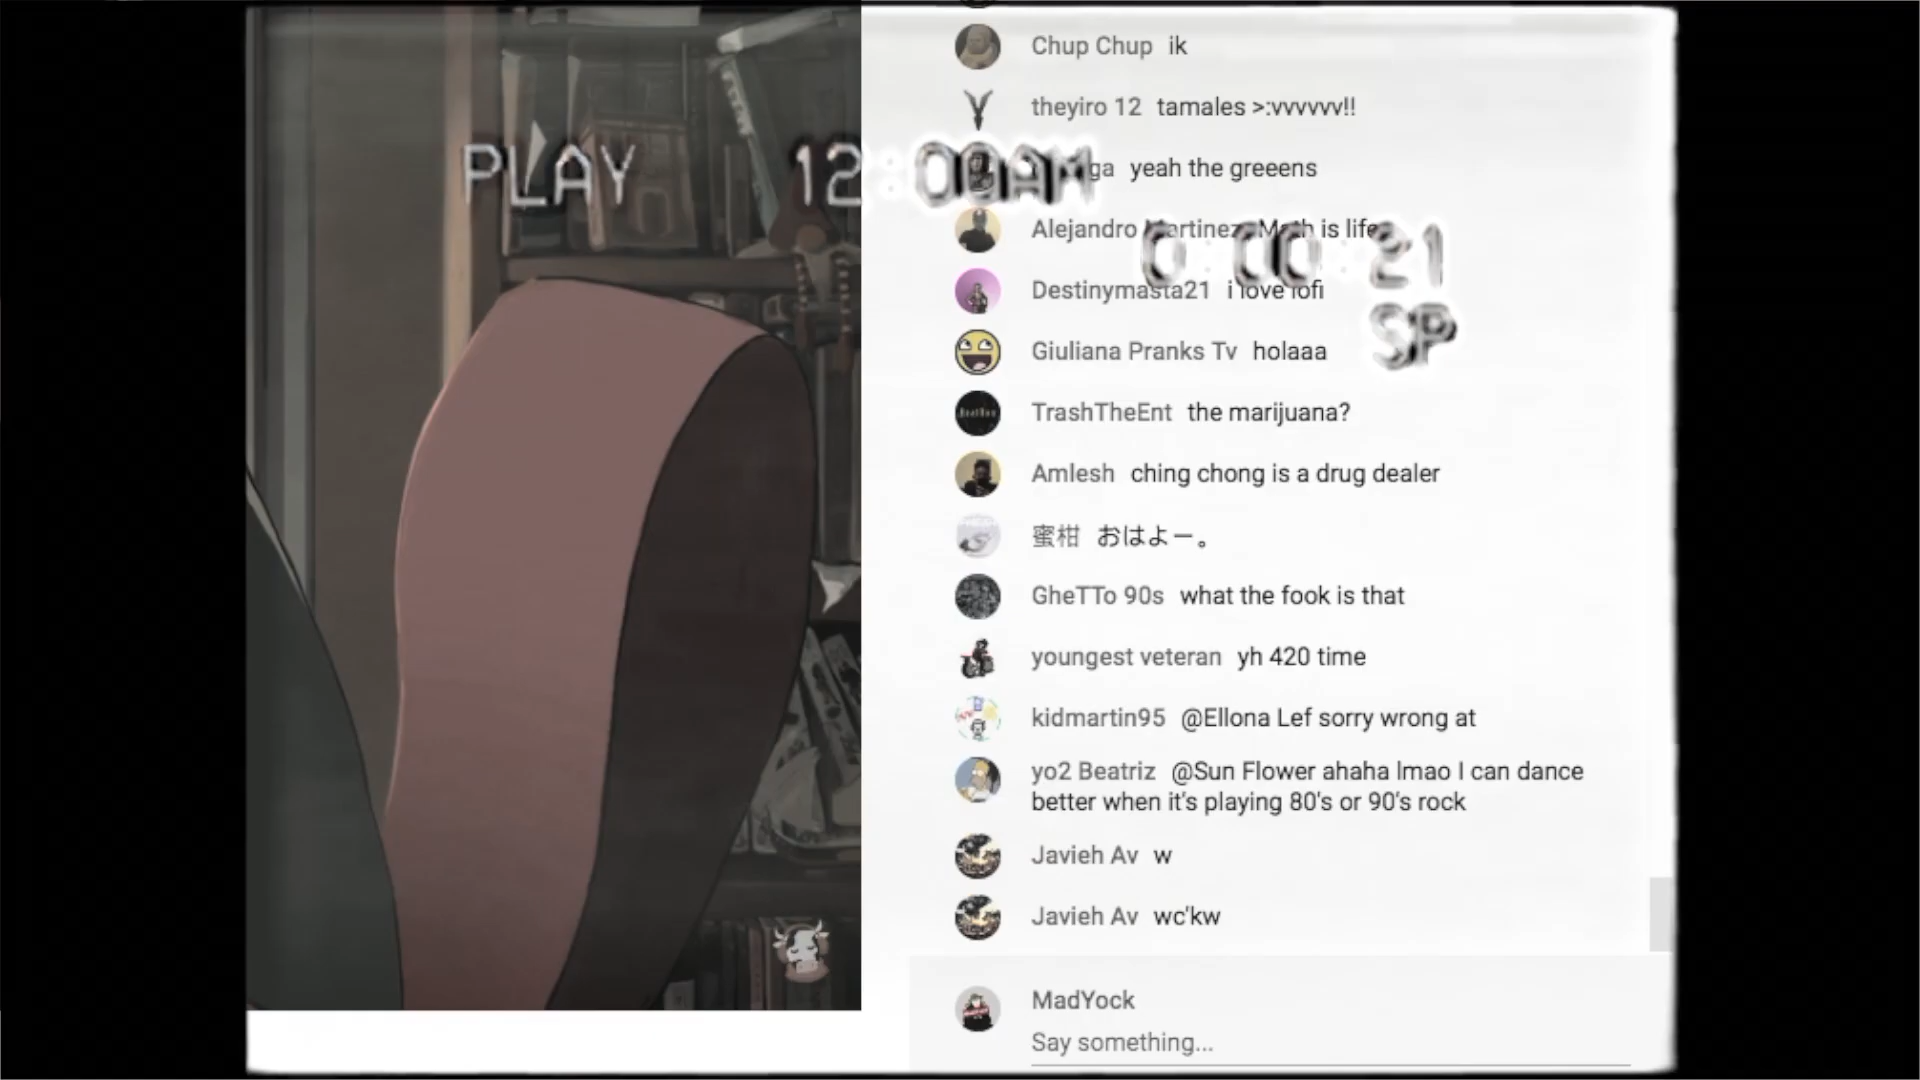 Chup Chup ik
theyiro 12 tamales >:vvvvvv!!
PLAY 12:00AM
ga yeah the greeens
Alejandro Martinez Math is life
0:00:21
Destinymasta21 i love lofi
SP
Giuliana Pranks Tv holaaa
TrashTheEnt the marijuana?
Amlesh ching chong is a drug dealer
蜜柑 おはよー。
GheTTo 90s what the fook is that
youngest veteran yh 420 time
kidmartin95 @Ellona Lef sorry wrong at
yo2 Beatriz @Sun Flower ahaha lmao I can dance
better when it's playing 80's or 90's rock
Javieh Av w
Javieh Av wc'kw
MadYock
Say something...